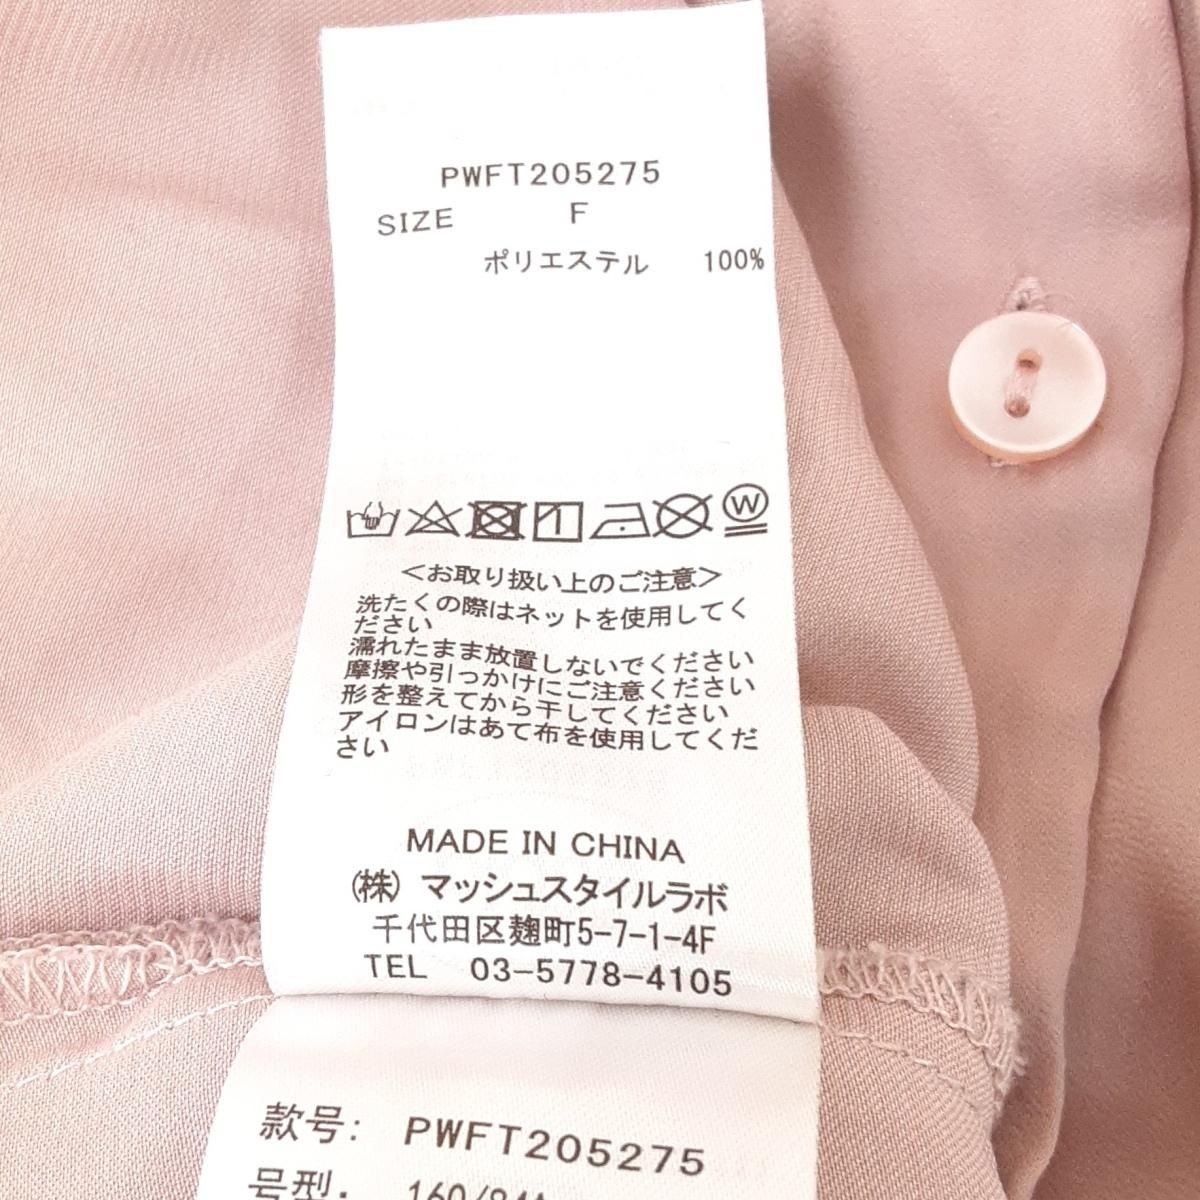 PWFT205275
SIZE F
ポリエステル 100%
W
<お取り扱い上のご注意>
洗たくの際はネットを使用してく
ださい
濡れたまま放置しないでください
摩擦や引っかけにご注意ください
形を整えてから干してください
アイロンはあて布を使用してくだ
さい
MADE IN CHINA
(株) マッシュスタイルラボ
千代田区麹町5-7-1-4F
TEL 03-5778-4105
款号: PWFT205275
号型: 160/84A